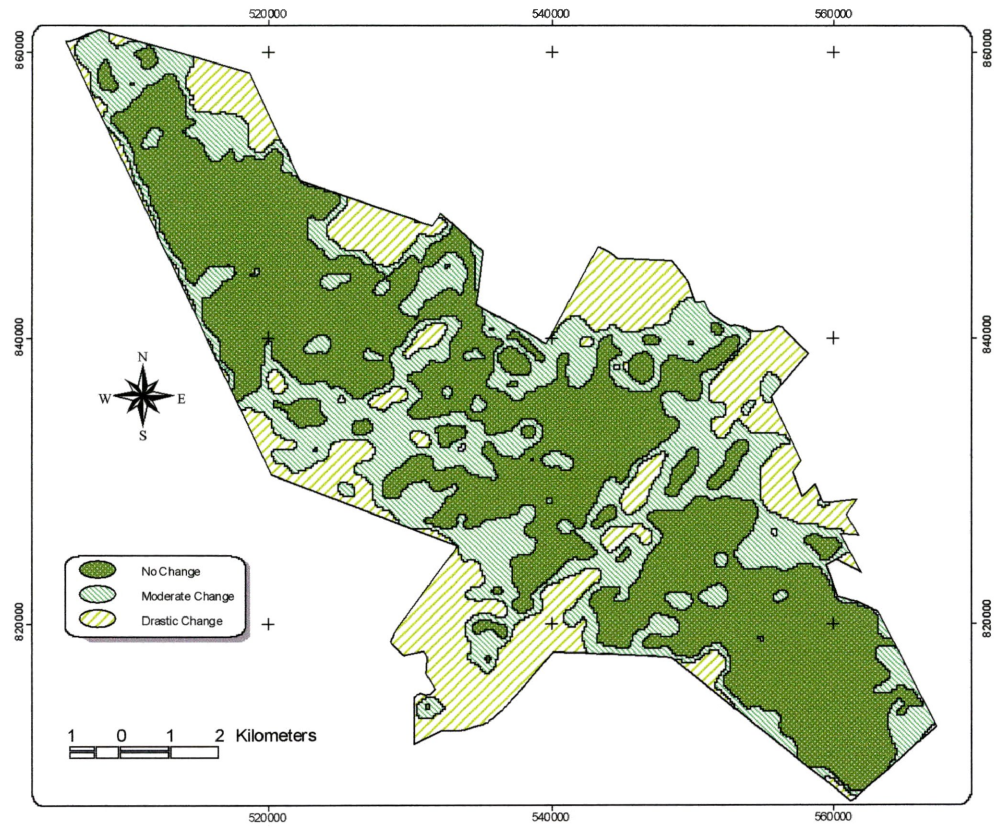 520000 540000 560000
860000 860000
840000 840000
N
W E
S
No Change
Moderate Change
Drastic Change
820000 820000
1 0 1 2 Kilometers
520000 540000 560000